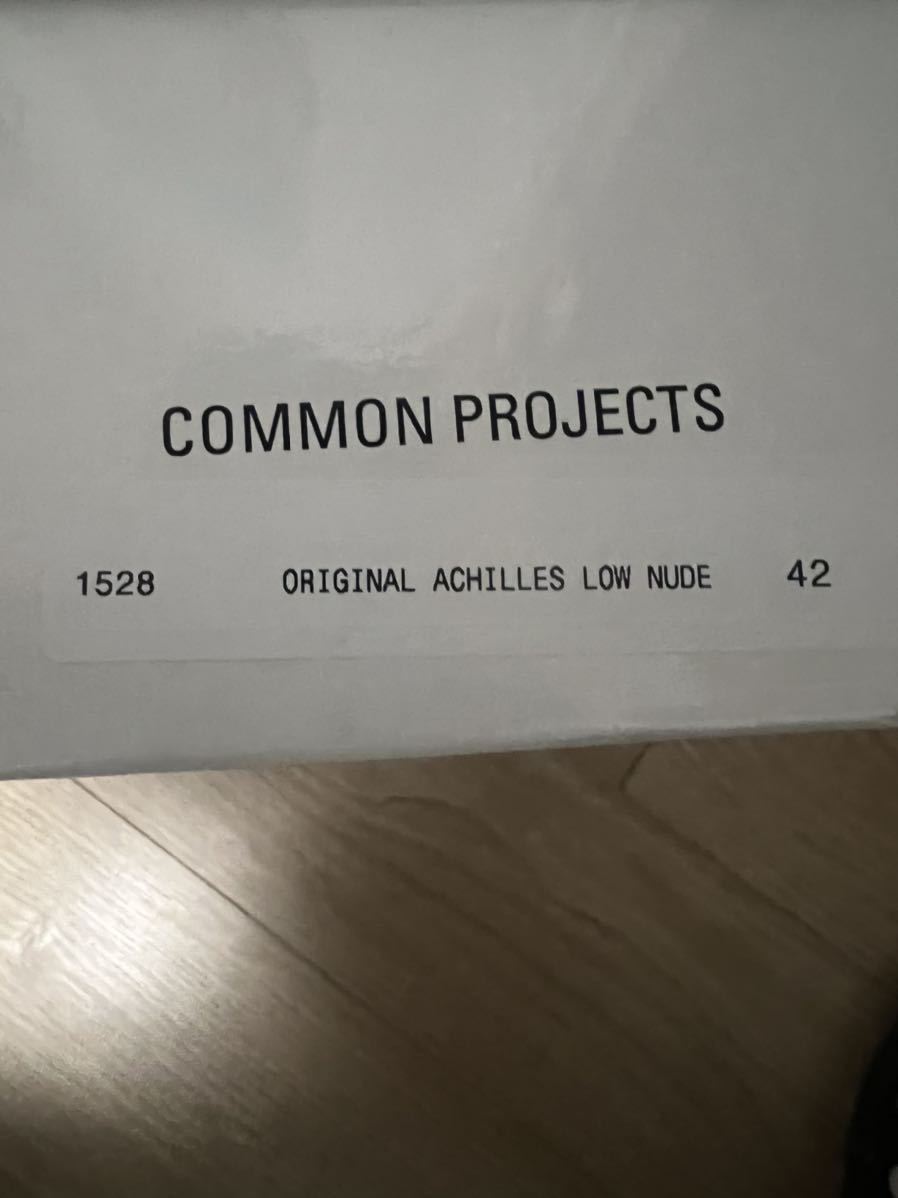 COMMON PROJECTS
1528 ORIGINAL ACHILLES LOW NUDE 42